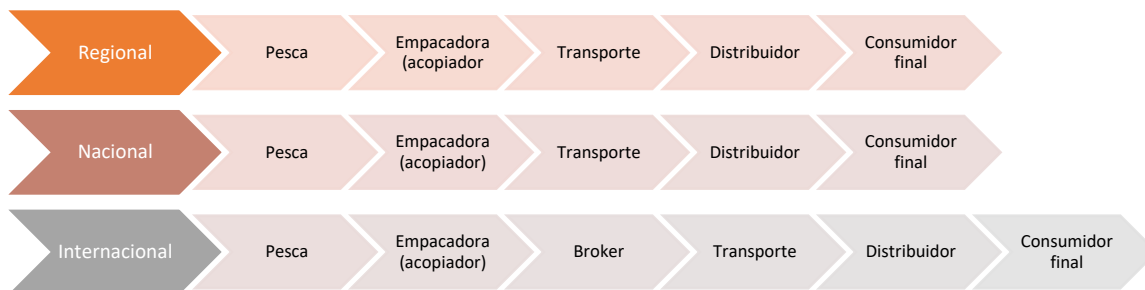 Regional
Pesca
Empacadora
(acopiador
Transporte
Distribuidor
Consumidor
final
Nacional
Pesca
Empacadora
(acopiador)
Transporte
Distribuidor
Consumidor
final
Internacional
Pesca
Empacadora
(acopiador)
Broker
Transporte
Distribuidor
Consumidor
final